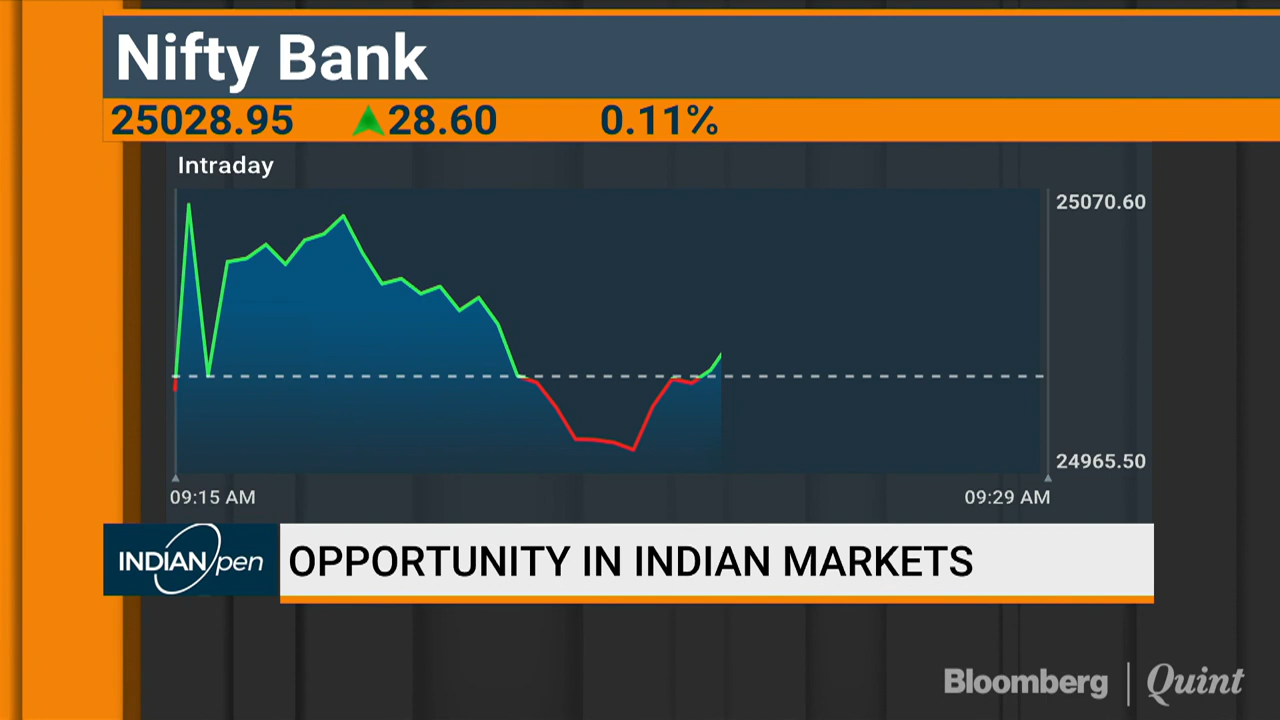 Nifty Bank
25028.95 28.60 0.11%
Intraday
25070.60
24965.50
09:15 AM 09:29 AM
INDIAN Open OPPORTUNITY IN INDIAN MARKETS
Bloomberg | Quint